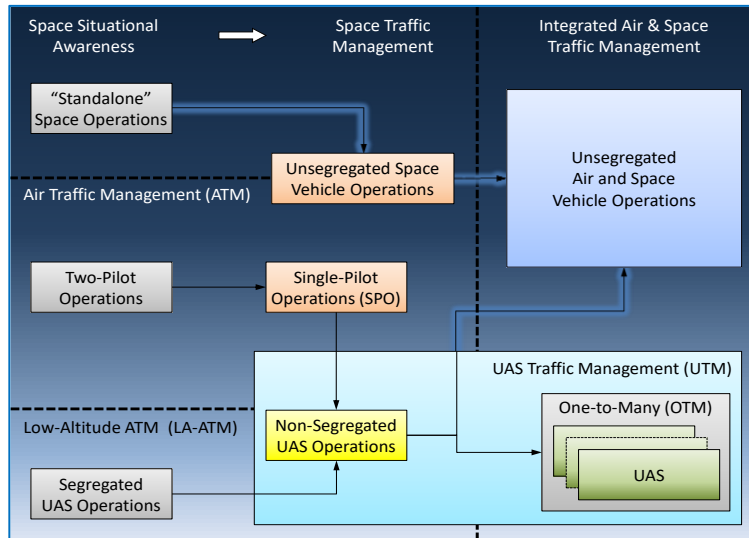 Space Situational
Awareness
Space Traffic
Management
Integrated Air & Space
Traffic Management
“Standalone”
Space Operations
Unsegregated Space
Vehicle Operations
Unsegregated
Air and Space
Vehicle Operations
Air Traffic Management (ATM)
Two-Pilot
Operations
Single-Pilot
Operations (SPO)
UAS Traffic Management (UTM)
Low-Altitude ATM (LA-ATM)
Non-Segregated
UAS Operations
One-to-Many (OTM)
UAS
Segregated
UAS Operations